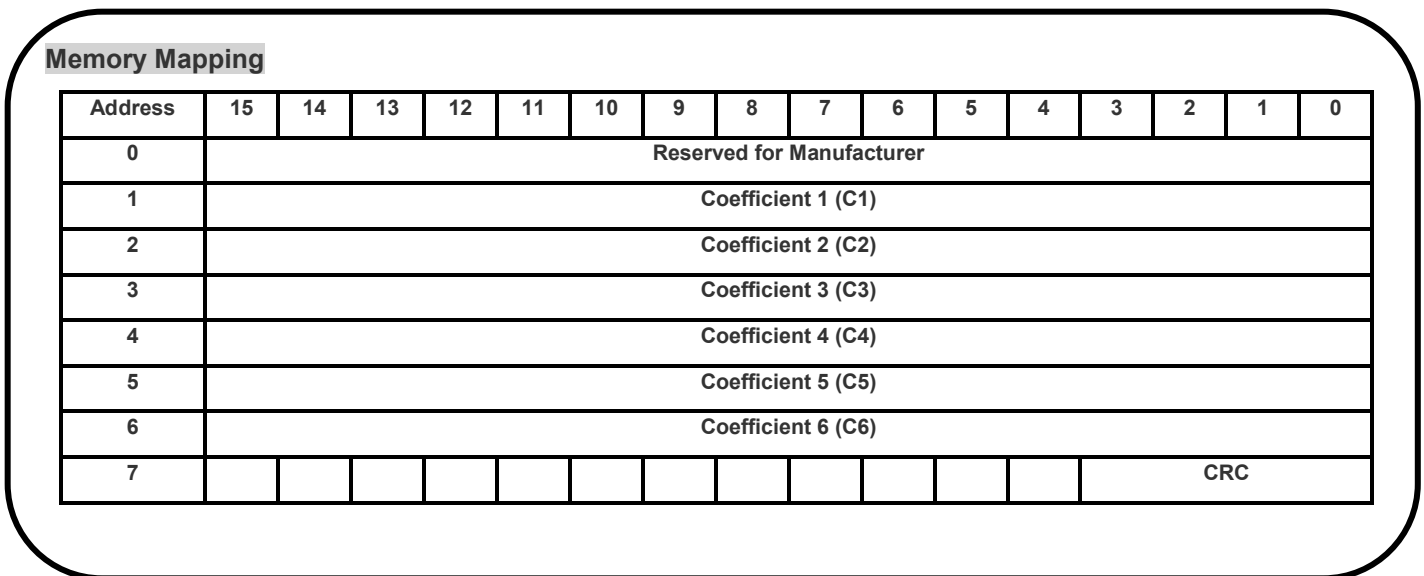 Memory Mapping
Address 15 14 13 12 11 10 9 8 7 6 5 4 3 2 1 0
0 Reserved for Manufacturer
1 Coefficient 1 (C1)
2 Coefficient 2 (C2)
3 Coefficient 3 (C3)
4 Coefficient 4 (C4)
5 Coefficient 5 (C5)
6 Coefficient 6 (C6)
7 CRC